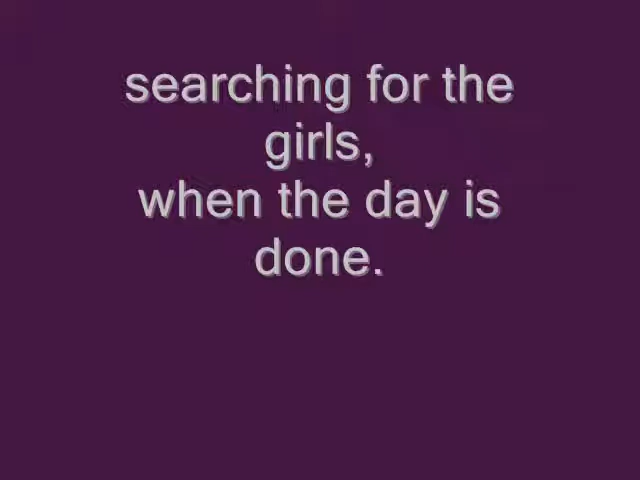 searching for the
girls,
when the day is
done.